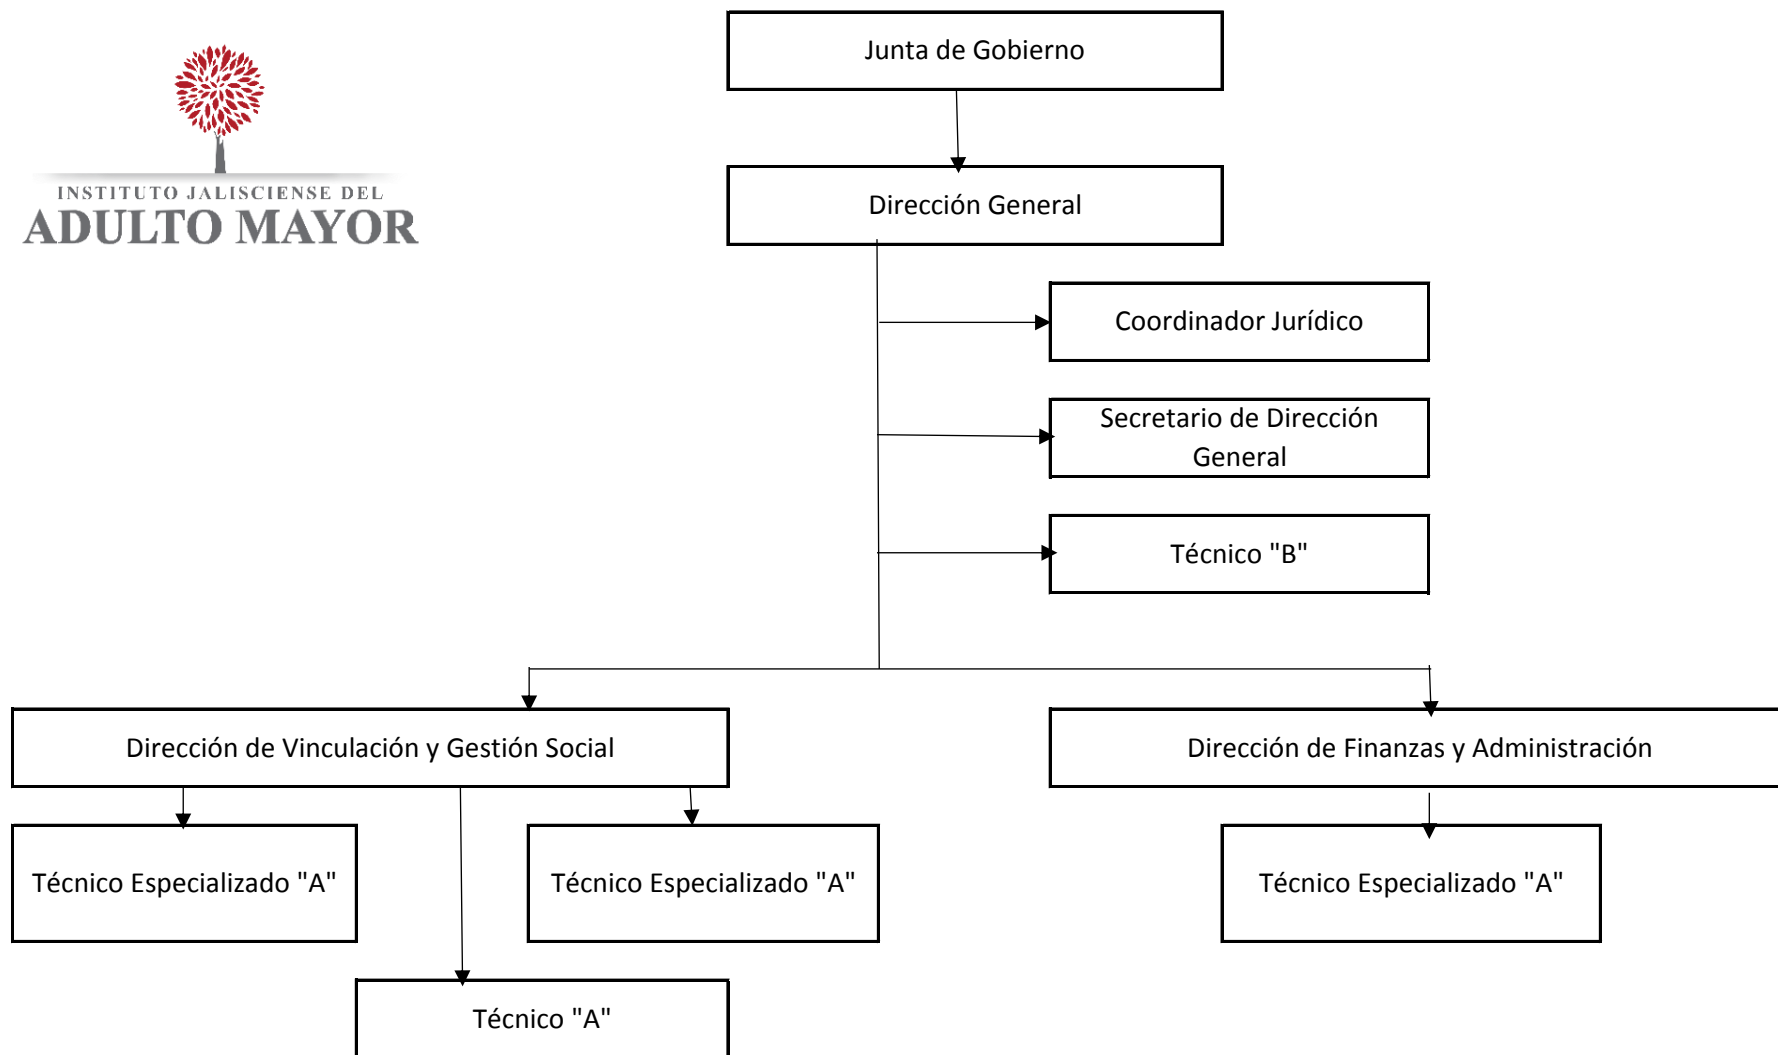 INSTITUTO JALISCIENSE DEL
ADULTO MAYOR
Junta de Gobierno
Dirección General
Coordinador Jurídico
Secretario de Dirección
General
Técnico "B"
Dirección de Vinculación y Gestión Social
Dirección de Finanzas y Administración
Técnico Especializado "A"
Técnico Especializado "A"
Técnico Especializado "A"
Técnico "A"